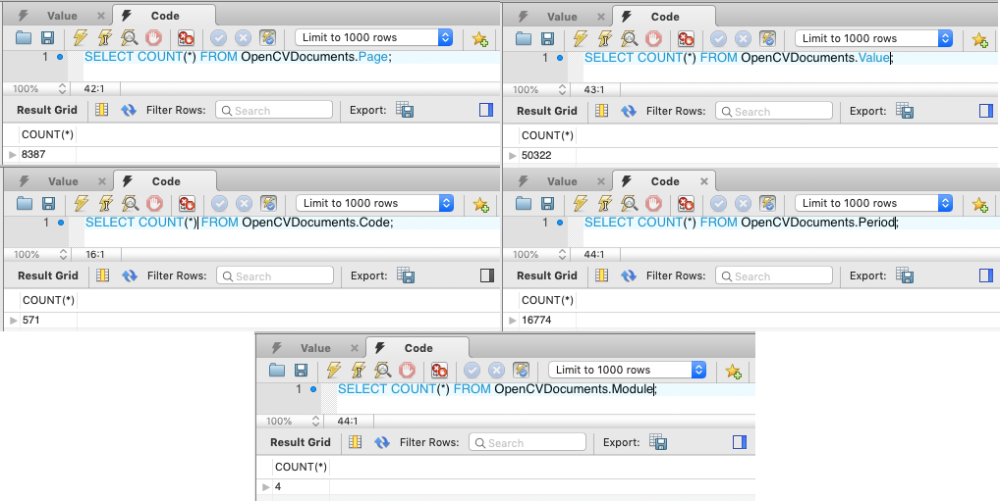 Value Code
Limit to 1000 rows
1 SELECT COUNT(*) FROM OpenCVDocuments.Page;
100% 42:1
Result Grid Filter Rows: Search Export:
COUNT(*)
8387
Value Code
Limit to 1000 rows
1 SELECT COUNT(*) FROM OpenCVDocuments.Value;
100% 43:1
Result Grid Filter Rows: Search Export:
COUNT(*)
50322
Value Code
Limit to 1000 rows
1 SELECT COUNT(*) FROM OpenCVDocuments.Code;
100% 16:1
Result Grid Filter Rows: Search Export:
COUNT(*)
571
Value Code
Limit to 1000 rows
1 SELECT COUNT(*) FROM OpenCVDocuments.Period;
100% 44:1
Result Grid Filter Rows: Search Export:
COUNT(*)
16774
Value Code
Limit to 1000 rows
1 SELECT COUNT(*) FROM OpenCVDocuments.Module;
100% 44:1
Result Grid Filter Rows: Search Export:
COUNT(*)
4